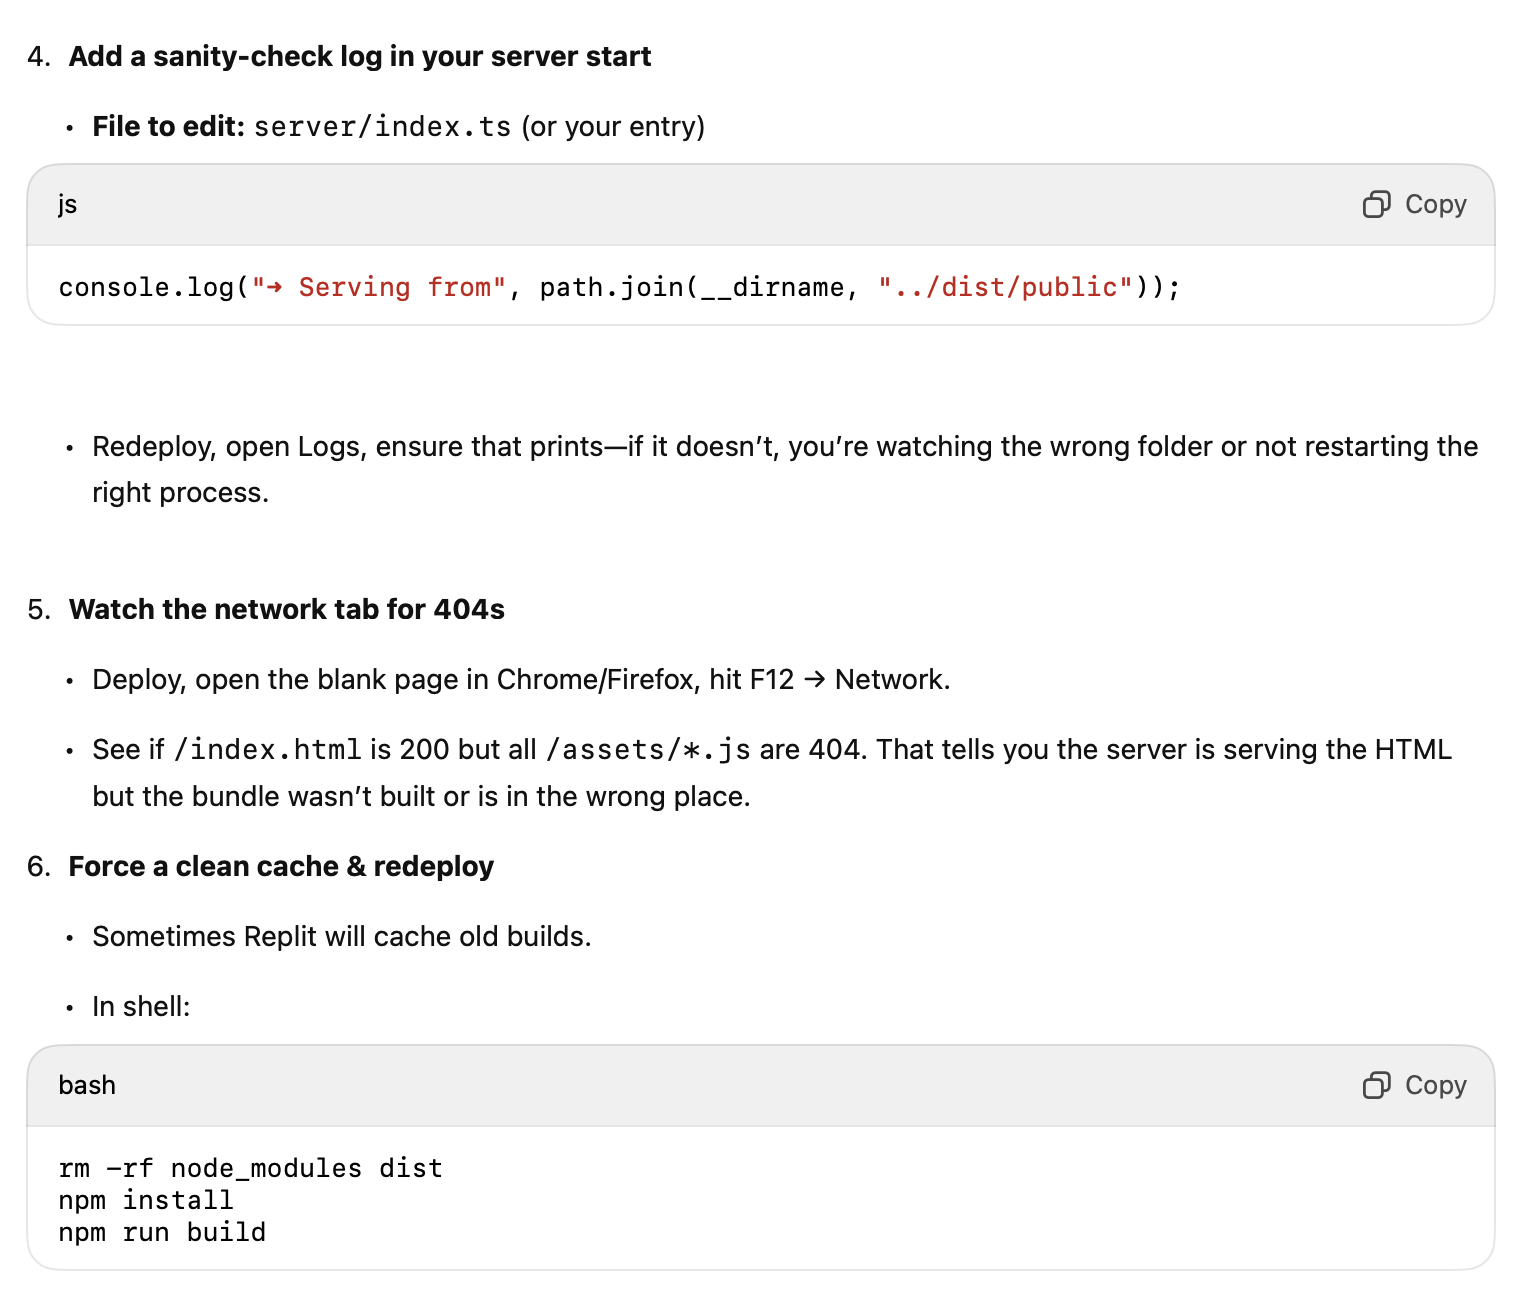 4. Add a sanity-check log in your server start
• File to edit: server/index.ts (or your entry)
js
Copy
console.log("➜ Serving from", path.join(__dirname, "../dist/public"));
• Redeploy, open Logs, ensure that prints—if it doesn’t, you’re watching the wrong folder or not restarting the
right process.
5. Watch the network tab for 404s
• Deploy, open the blank page in Chrome/Firefox, hit F12 → Network.
• See if /index.html is 200 but all /assets/*.js are 404. That tells you the server is serving the HTML
but the bundle wasn’t built or is in the wrong place.
6. Force a clean cache & redeploy
• Sometimes Replit will cache old builds.
• In shell:
bash
Copy
rm –rf node_modules dist
npm install
npm run build